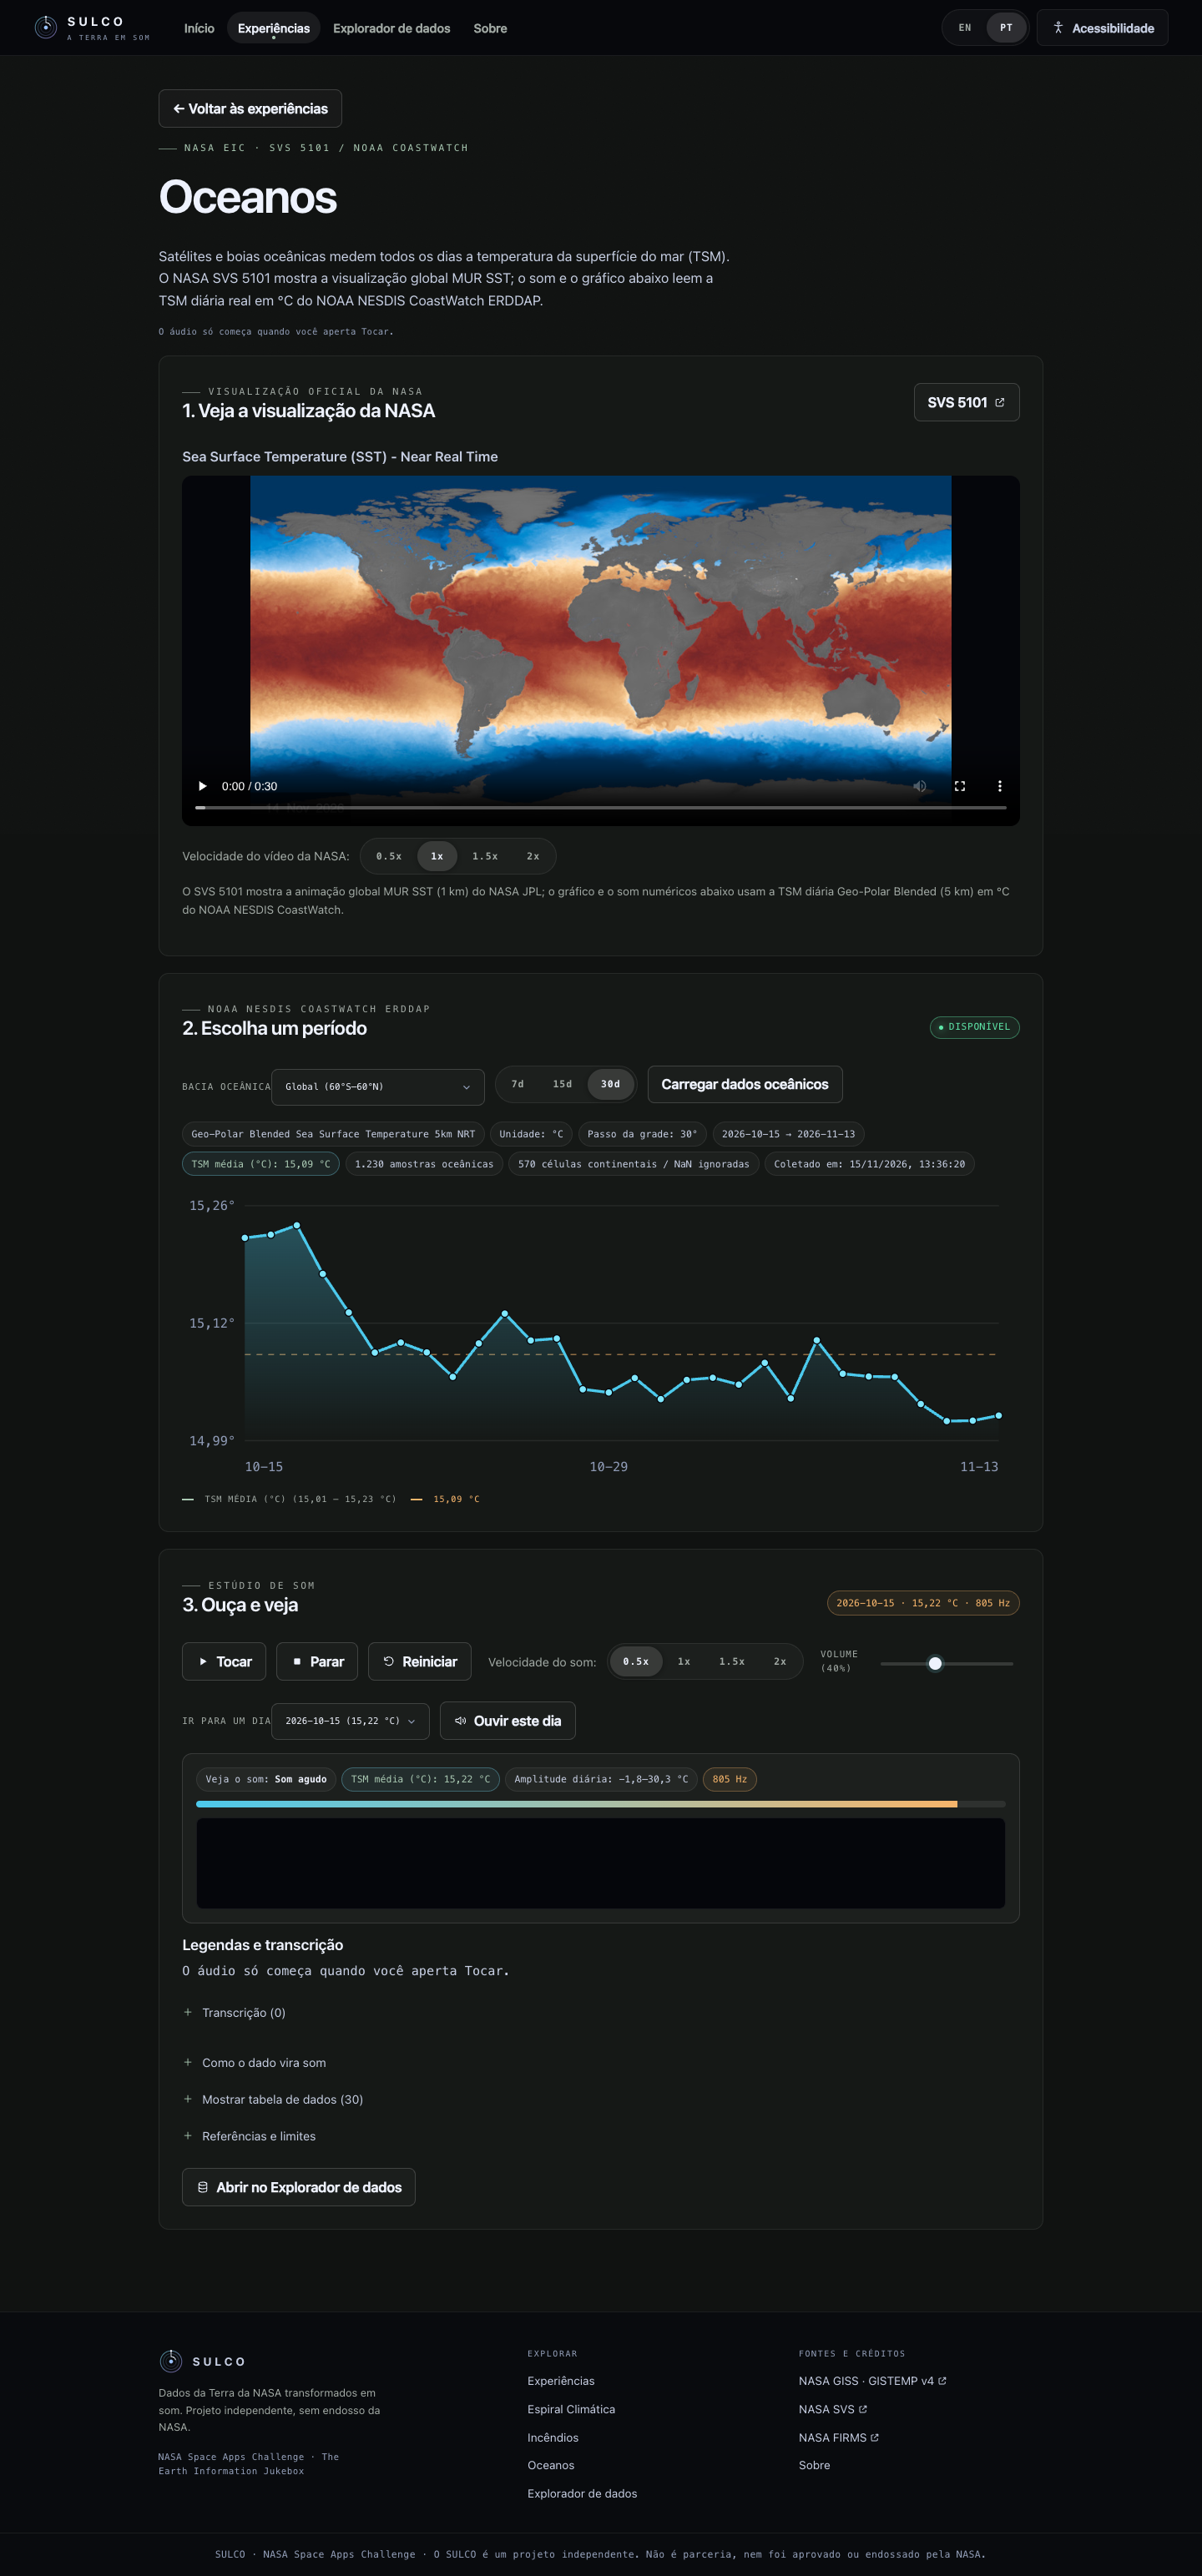 SULCO
A TERRA EM SOM
Início
Experiências
Explorador de dados
Sobre
EN
PT
Acessibilidade
← Voltar às experiências
NASA EIC · SVS 5101 / NOAA COASTWATCH
Oceanos
Satélites e boias oceânicas medem todos os dias a temperatura da superfície do mar (TSM).
O NASA SVS 5101 mostra a visualização global MUR SST; o som e o gráfico abaixo leem a
TSM diária real em °C do NOAA NESDIS CoastWatch ERDDAP.
O áudio só começa quando você aperta Tocar.
VISUALIZAÇÃO OFICIAL DA NASA
1. Veja a visualização da NASA
SVS 5101
Sea Surface Temperature (SST) - Near Real Time
0:00 / 0:30
Velocidade do vídeo da NASA:
0.5x
1x
1.5x
2x
O SVS 5101 mostra a animação global MUR SST (1 km) do NASA JPL; o gráfico e o som numéricos abaixo usam a TSM diária Geo-Polar Blended (5 km) em °C
do NOAA NESDIS CoastWatch.
NOAA NESDIS COASTWATCH ERDDAP
2. Escolha um período
DISPONÍVEL
BACIA OCEÂNICA
Global (60°S–60°N)
7d
15d
30d
Carregar dados oceânicos
Geo-Polar Blended Sea Surface Temperature 5km NRT
Unidade: °C
Passo da grade: 30°
2026-10-15 → 2026-11-13
TSM média (°C): 15,09 °C
1.230 amostras oceânicas
570 células continentais / NaN ignoradas
Coletado em: 15/11/2026, 13:36:20
15,26°
15,12°
14,99°
10-15
10-29
11-13
TSM MÉDIA (°C) (15,01 – 15,23 °C)
15,09 °C
ESTÚDIO DE SOM
3. Ouça e veja
2026-10-15 · 15,22 °C · 805 Hz
Tocar
Parar
Reiniciar
Velocidade do som:
0.5x
1x
1.5x
2x
VOLUME
(40%)
IR PARA UM DIA
2026-10-15 (15,22 °C)
Ouvir este dia
Veja o som: Som agudo
TSM média (°C): 15,22 °C
Amplitude diária: -1,8–30,3 °C
805 Hz
Legendas e transcrição
O áudio só começa quando você aperta Tocar.
+ Transcrição (0)
+ Como o dado vira som
+ Mostrar tabela de dados (30)
+ Referências e limites
Abrir no Explorador de dados
SULCO
Dados da Terra da NASA transformados em
som. Projeto independente, sem endosso da
NASA.
NASA Space Apps Challenge · The
Earth Information Jukebox
EXPLORAR
Experiências
Espiral Climática
Incêndios
Oceanos
Explorador de dados
FONTES E CRÉDITOS
NASA GISS · GISTEMP v4
NASA SVS
NASA FIRMS
Sobre
SULCO · NASA Space Apps Challenge · O SULCO é um projeto independente. Não é parceria, nem foi aprovado ou endossado pela NASA.